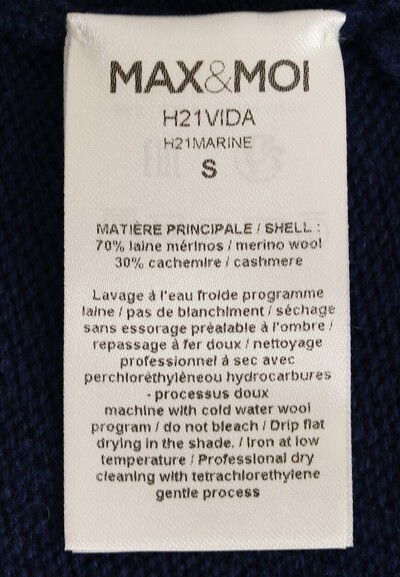 MAX&MOI
H21VIDA
H21MARINE
S
MATIÈRE PRINCIPALE / SHELL :
70% laine mérinos / merino wool
30% cachemire / cashmere
Lavage à l'eau froide programme
laine / pas de blanchiment / séchage
sans essorage préalable à l'ombre /
repassage à fer doux / nettoyage
professionnel à sec avec
perchloréthylèneou hydrocarbures
- processus doux
machine with cold water wool
program / do not bleach / Drip flat
drying in the shade. / Iron at low
temperature / Professional dry
cleaning with tetrachlorethylene
gentle process